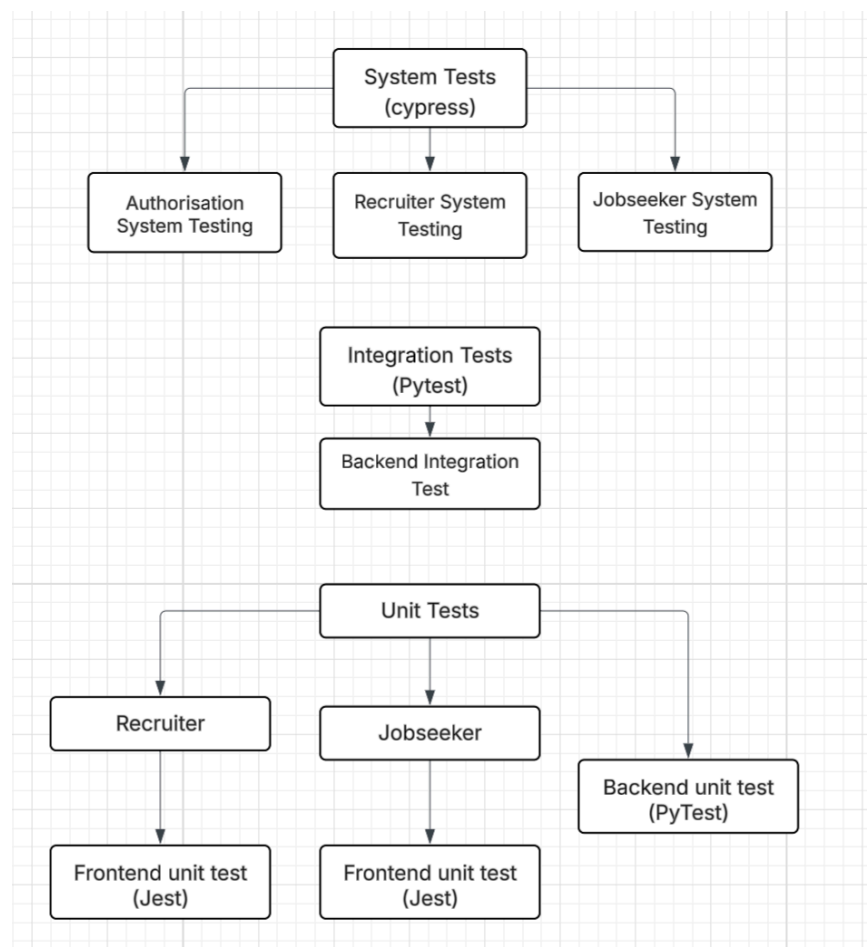 System Tests
(cypress)
Authorisation
System Testing
Recruiter System
Testing
Jobseeker System
Testing
Integration Tests
(Pytest)
Backend Integration
Test
Unit Tests
Recruiter
Jobseeker
Backend unit test
(PyTest)
Frontend unit test
(Jest)
Frontend unit test
(Jest)